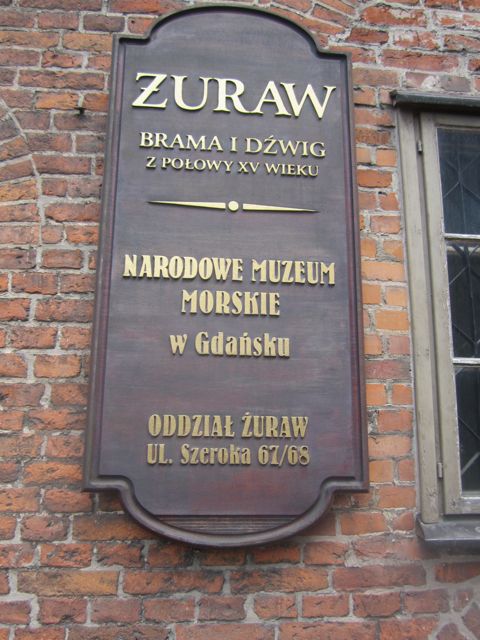 ŻURAW
BRAMA I DŹWIG
Z POŁOWY XV WIEKU
NARODOWE MUZEUM
MORSKIE
w GDAŃSKU
ODDZIAŁ ŻURAW
UL. SZEROKA 67/68